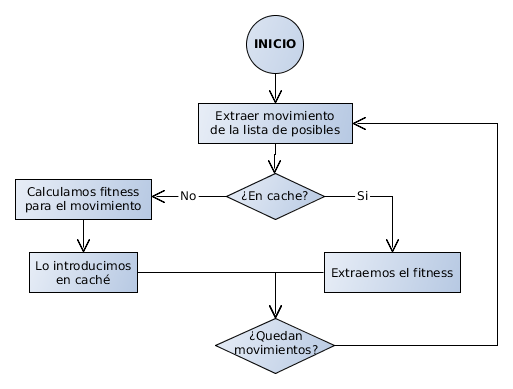 INICIO
Extraer movimiento
de la lista de posibles
¿En cache?
No
Si
Calculamos fitness
para el movimiento
Lo introducimos
en caché
Extraemos el fitness
¿Quedan
movimientos?